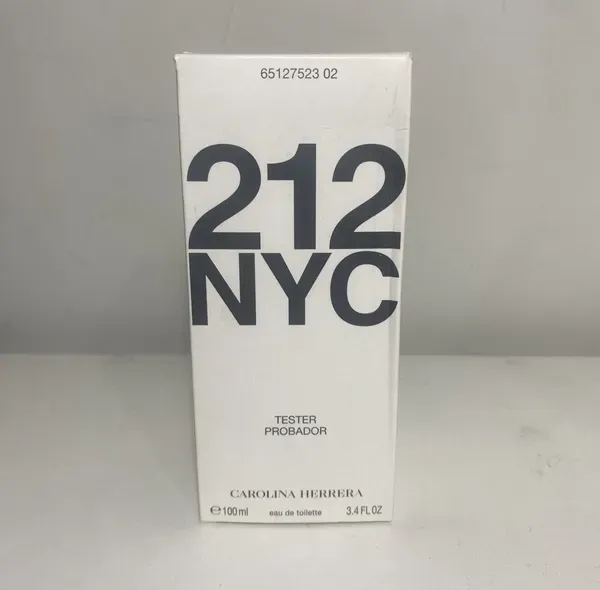 65127523 02
212
NYC
TESTER
PROBADOR
CAROLINA HERRERA
℮100 ml eau de toilette 3.4 FL OZ